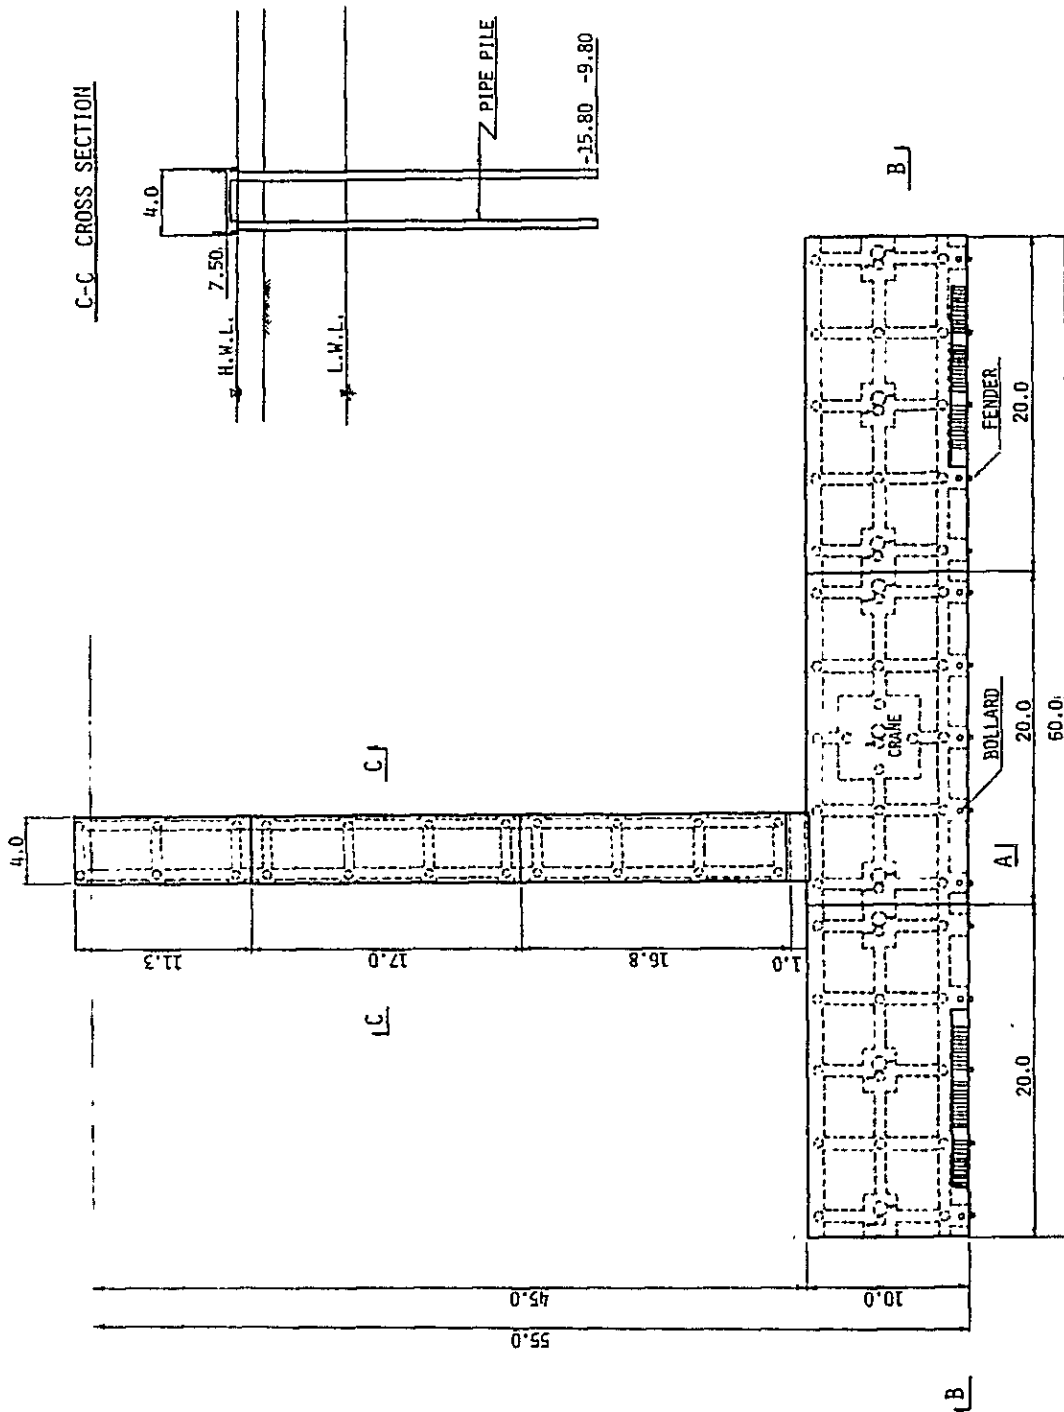 C-C CROSS SECTION
4.0
7.50
H.W.L.
L.W.L.
PIPE PILE
-15.80 -9.80
4.0
11.3
17.0
16.8
1.0
C
C
45.0
10.0
55.0
B
B
A
CRANE
BOLLARD
FENDER
20.0
20.0
20.0
60.0